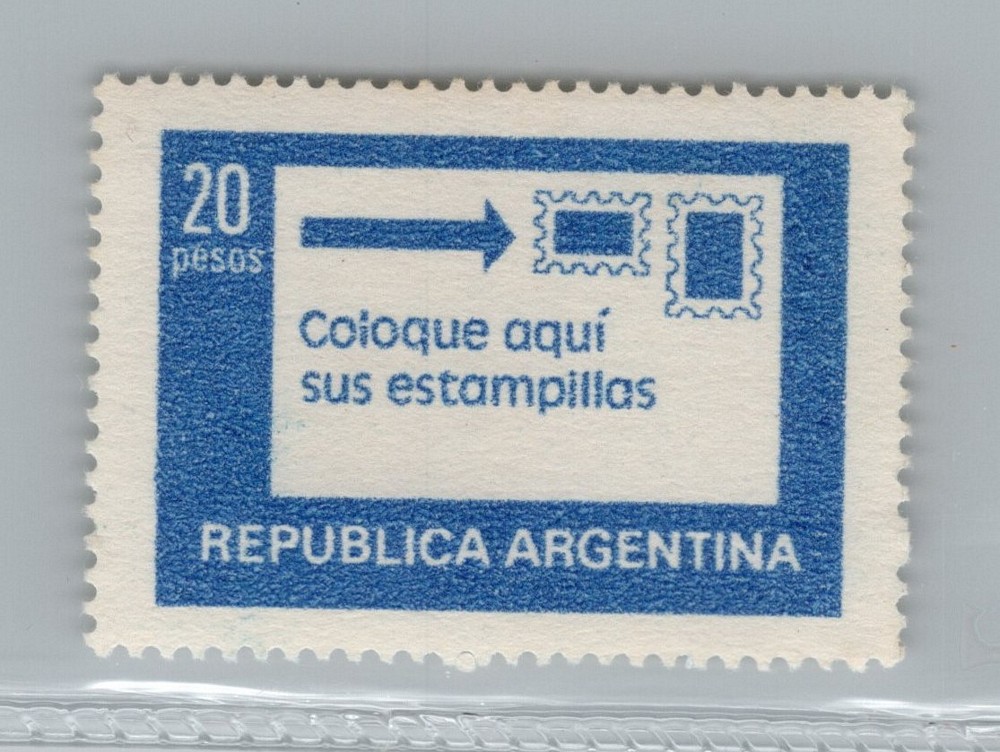 20
pesos
Coloque aquí
sus estampillas
REPUBLICA ARGENTINA